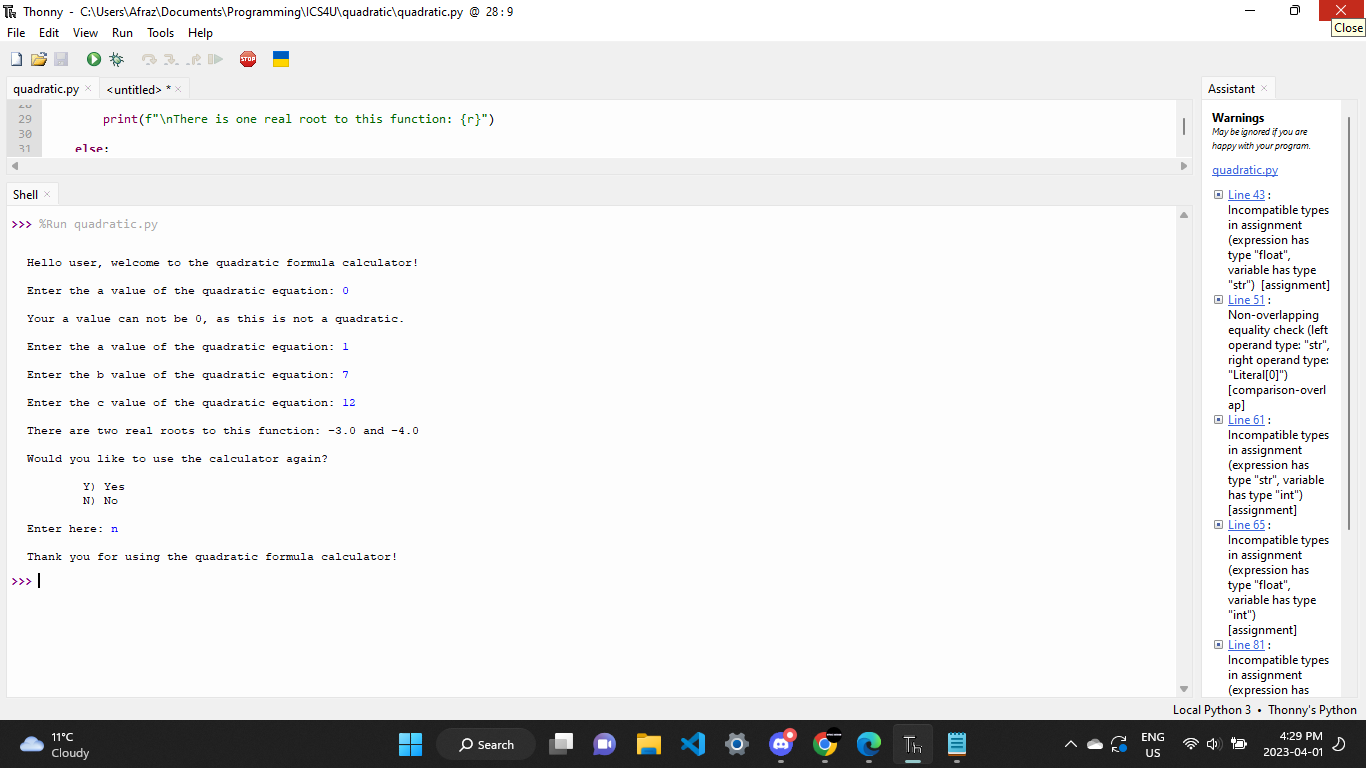 Thonny - C:\Users\Afraz\Documents\Programming\ICS4U\quadratic\quadratic.py @ 28:9
Close
File Edit View Run Tools Help
STOP
quadratic.py
<untitled> *
Assistant
28
29 print(f"\nThere is one real root to this function: {r}")
30
31 else:
Shell
>>> %Run quadratic.py
Hello user, welcome to the quadratic formula calculator!
Enter the a value of the quadratic equation: 0
Your a value can not be 0, as this is not a quadratic.
Enter the a value of the quadratic equation: 1
Enter the b value of the quadratic equation: 7
Enter the c value of the quadratic equation: 12
There are two real roots to this function: -3.0 and -4.0
Would you like to use the calculator again?
Y) Yes
N) No
Enter here: n
Thank you for using the quadratic formula calculator!
>>>
Warnings
May be ignored if you are
happy with your program.
quadratic.py
Line 43 :
Incompatible types
in assignment
(expression has
type "float",
variable has type
"str") [assignment]
Line 51 :
Non-overlapping
equality check (left
operand type: "str",
right operand type:
"Literal[0]")
[comparison-overl
ap]
Line 61 :
Incompatible types
in assignment
(expression has
type "str", variable
has type "int")
[assignment]
Line 65 :
Incompatible types
in assignment
(expression has
type "float",
variable has type
"int")
[assignment]
Line 81 :
Incompatible types
in assignment
(expression has
Local Python 3 • Thonny's Python
11°C
Cloudy
Search
Th
ENG
US
4:29 PM
2023-04-01